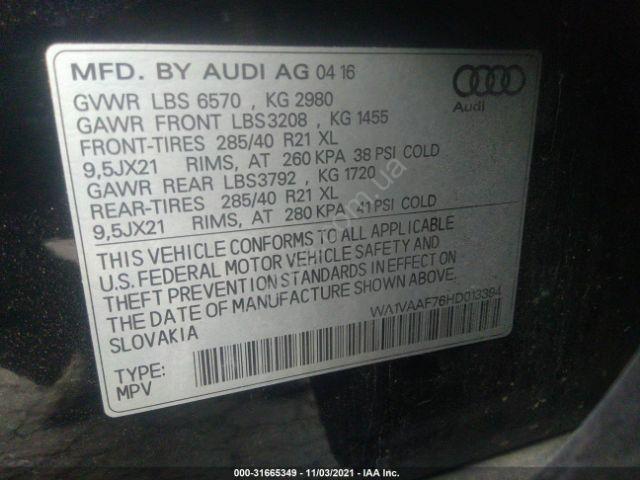 MFD. BY AUDI AG 04 16
Audi
GVWR LBS 6570 , KG 2980
GAWR FRONT LBS3208 , KG 1455
FRONT-TIRES 285/40 R21 XL
9,5JX21 RIMS, AT 260 KPA 38 PSI COLD
GAWR REAR LBS3792 , KG 1720
REAR-TIRES 285/40 R21 XL
9,5JX21 RIMS, AT 280 KPA 41 PSI COLD
THIS VEHICLE CONFORMS TO ALL APPLICABLE
U.S. FEDERAL MOTOR VEHICLE SAFETY AND
THEFT PREVENTION STANDARDS IN EFFECT ON
THE DATE OF MANUFACTURE SHOWN ABOVE
SLOVAKIA
WA1VAAF76HD013394
TYPE:
MPV
000-31665349 - 11/03/2021 - IAA Inc.